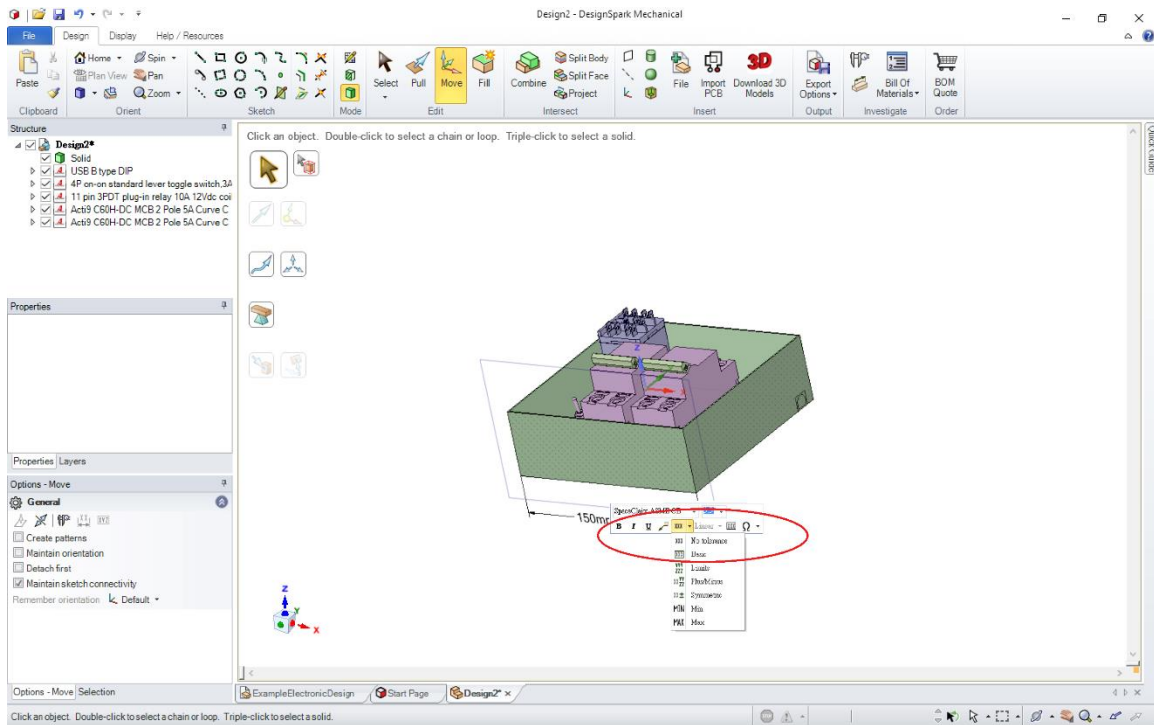 Design2 - DesignSpark Mechanical
File Design Display Help / Resources
Paste
Home
Plan View
Spin
Pan
Zoom
Select
Pull
Move
Fill
Combine
Split Body
Split Face
Project
File
Import PCB
3D
Download 3D Models
Export Options
Bill Of Materials
BOM Quote
Clipboard Orient Sketch Mode Edit Intersect Insert Output Investigate Order
Structure
Design2*
Solid
USB B type DIP
4P on-on standard lever toggle switch,3A
11 pin 3PDT plug-in relay 10A 12Vdc coi
Acti9 C60H-DC MCB 2 Pole 5A Curve C
Acti9 C60H-DC MCB 2 Pole 5A Curve C
Click an object. Double-click to select a chain or loop. Triple-click to select a solid.
Quick Guide
Properties
Properties Layers
Options - Move
General
Create patterns
Maintain orientation
Detach first
Maintain sketch connectivity
Remember orientation Default
Z
Z
Y
X
150m
B I U Linear Ω
No tolerance
Basic
Limits
Plus/Minus
Symmetric
MIN Min
MAX Max
Options - Move Selection
ExampleElectronicDesign Start Page Design2*
Click an object. Double-click to select a chain or loop. Triple-click to select a solid.